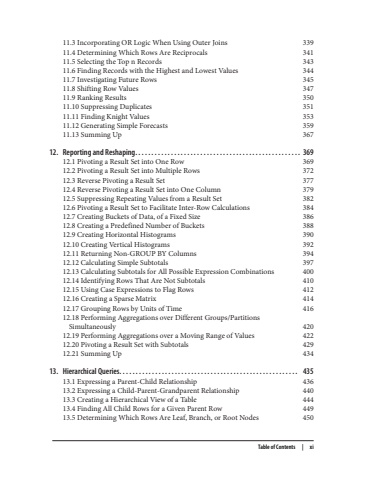 11.3 Incorporating OR Logic When Using Outer Joins 339
11.4 Determining Which Rows Are Reciprocals 341
11.5 Selecting the Top n Records 343
11.6 Finding Records with the Highest and Lowest Values 344
11.7 Investigating Future Rows 345
11.8 Shifting Row Values 347
11.9 Ranking Results 350
11.10 Suppressing Duplicates 351
11.11 Finding Knight Values 353
11.12 Generating Simple Forecasts 359
11.13 Summing Up 367
12. Reporting and Reshaping. . . . . . . . . . . . . . . . . . . . . . . . . . . . . . . . . . . . . . . . . . . . . . . . . . . 369
12.1 Pivoting a Result Set into One Row 369
12.2 Pivoting a Result Set into Multiple Rows 372
12.3 Reverse Pivoting a Result Set 377
12.4 Reverse Pivoting a Result Set into One Column 379
12.5 Suppressing Repeating Values from a Result Set 382
12.6 Pivoting a Result Set to Facilitate Inter-Row Calculations 384
12.7 Creating Buckets of Data, of a Fixed Size 386
12.8 Creating a Predefined Number of Buckets 388
12.9 Creating Horizontal Histograms 390
12.10 Creating Vertical Histograms 392
12.11 Returning Non-GROUP BY Columns 394
12.12 Calculating Simple Subtotals 397
12.13 Calculating Subtotals for All Possible Expression Combinations 400
12.14 Identifying Rows That Are Not Subtotals 410
12.15 Using Case Expressions to Flag Rows 412
12.16 Creating a Sparse Matrix 414
12.17 Grouping Rows by Units of Time 416
12.18 Performing Aggregations over Different Groups/Partitions
Simultaneously 420
12.19 Performing Aggregations over a Moving Range of Values 422
12.20 Pivoting a Result Set with Subtotals 429
12.21 Summing Up 434
13. Hierarchical Queries. . . . . . . . . . . . . . . . . . . . . . . . . . . . . . . . . . . . . . . . . . . . . . . . . . . . . . . 435
13.1 Expressing a Parent-Child Relationship 436
13.2 Expressing a Child-Parent-Grandparent Relationship 440
13.3 Creating a Hierarchical View of a Table 444
13.4 Finding All Child Rows for a Given Parent Row 449
13.5 Determining Which Rows Are Leaf, Branch, or Root Nodes 450
Table of Contents | xi